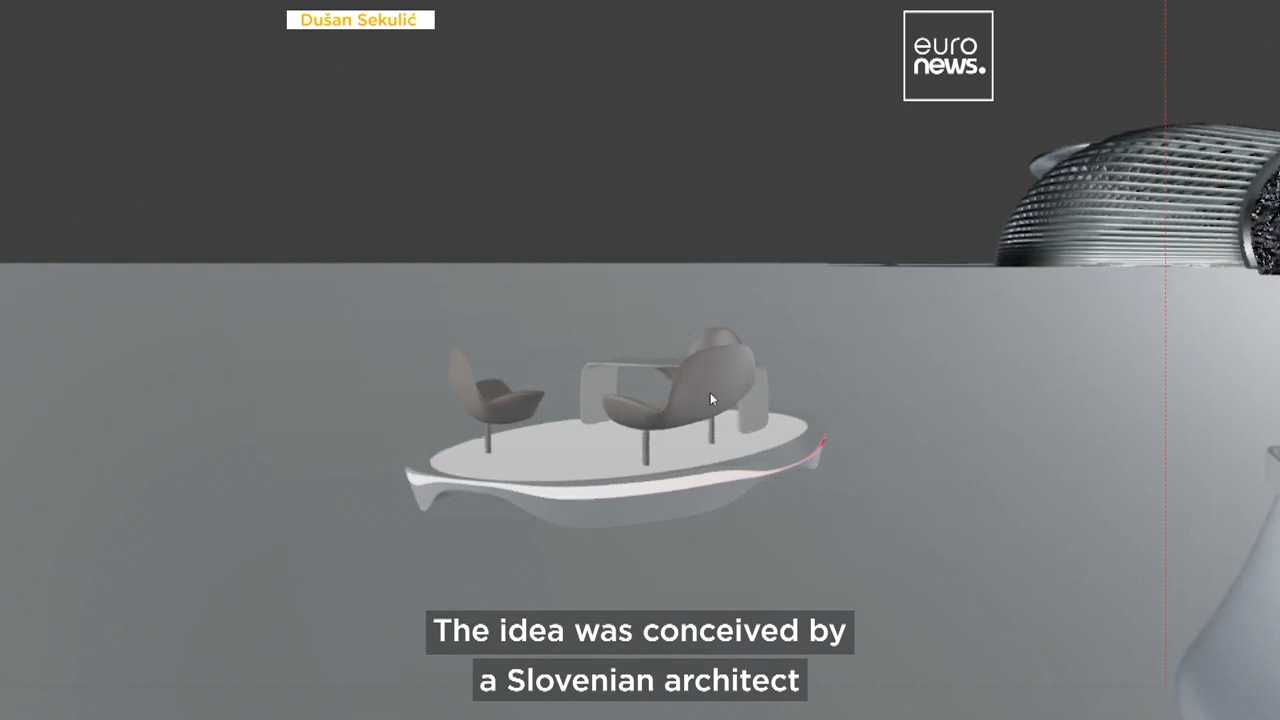 Dušan Sekulić
euro
news.
The idea was conceived by
a Slovenian architect